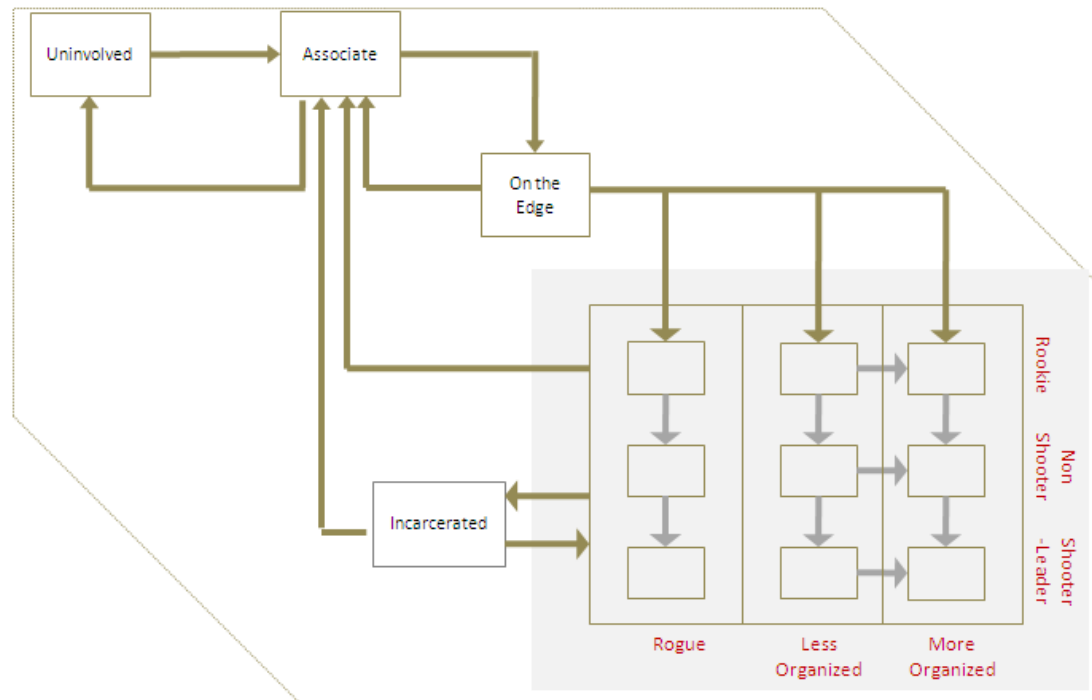 Uninvolved
Associate
On the
Edge
Incarcerated
Rookie
Non
Shooter
Shooter
-Leader
Rogue
Less
Organized
More
Organized